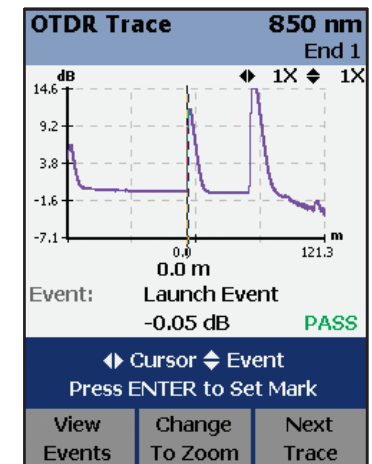 OTDR Trace 850 nm
End 1
dB 1X 1X
14.6
9.2
3.8
-1.6
-7.1 m
0.0 121.3
0.0 m
Event: Launch Event
-0.05 dB PASS
Cursor Event
Press ENTER to Set Mark
View Change Next
Events To Zoom Trace